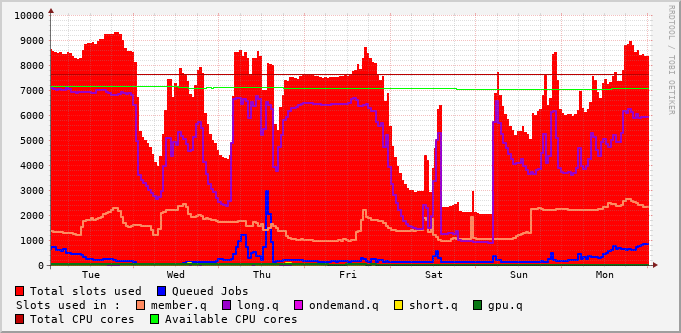 RRDTOOL / TOBI OETIKER
10000
9000
8000
7000
6000
5000
4000
3000
2000
1000
0
Tue Wed Thu Fri Sat Sun Mon
Total slots used Queued Jobs
Slots used in : member.q long.q ondemand.q short.q gpu.q
Total CPU cores Available CPU cores